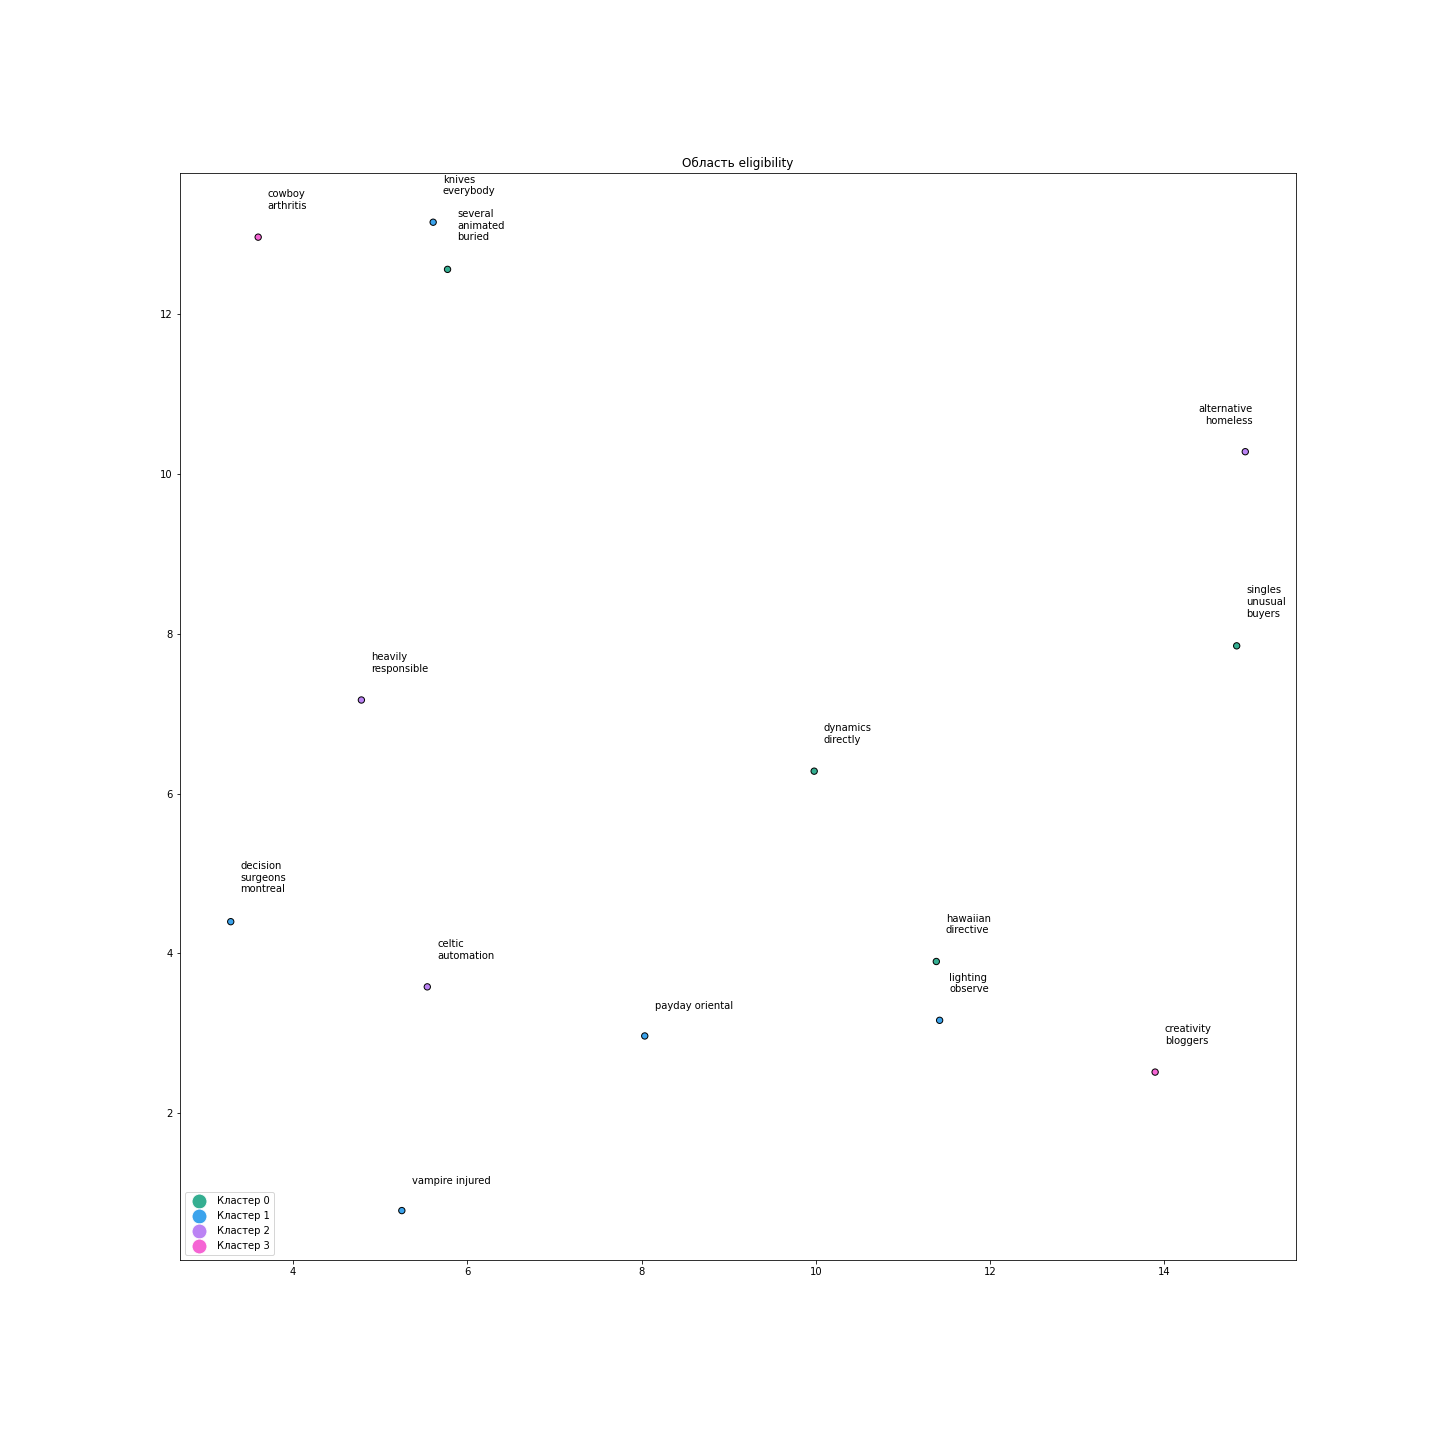 Область eligibility
knives
everybody
cowboy
arthritis
several
animated
buried
12
alternative
homeless
10
singles
unusual
buyers
8
heavily
responsible
dynamics
directly
6
decision
surgeons
montreal
hawaiian
directive
celtic
automation
4
lighting
observe
payday oriental
creativity
bloggers
2
vampire injured
Кластер 0
Кластер 1
Кластер 2
Кластер 3
4 6 8 10 12 14